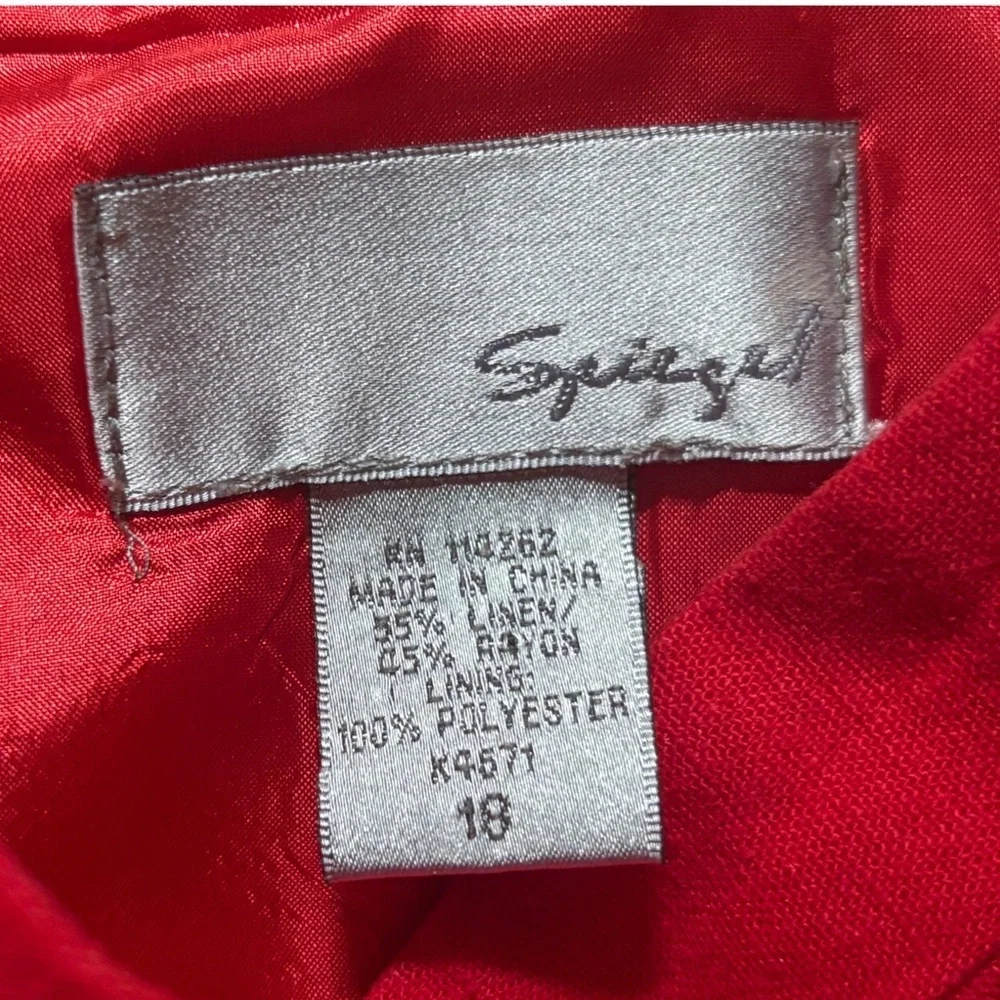 Spiegel
RN 114262
MADE IN CHINA
55% LINEN/
45% RAYON
LINING:
100% POLYESTER
K4571
18